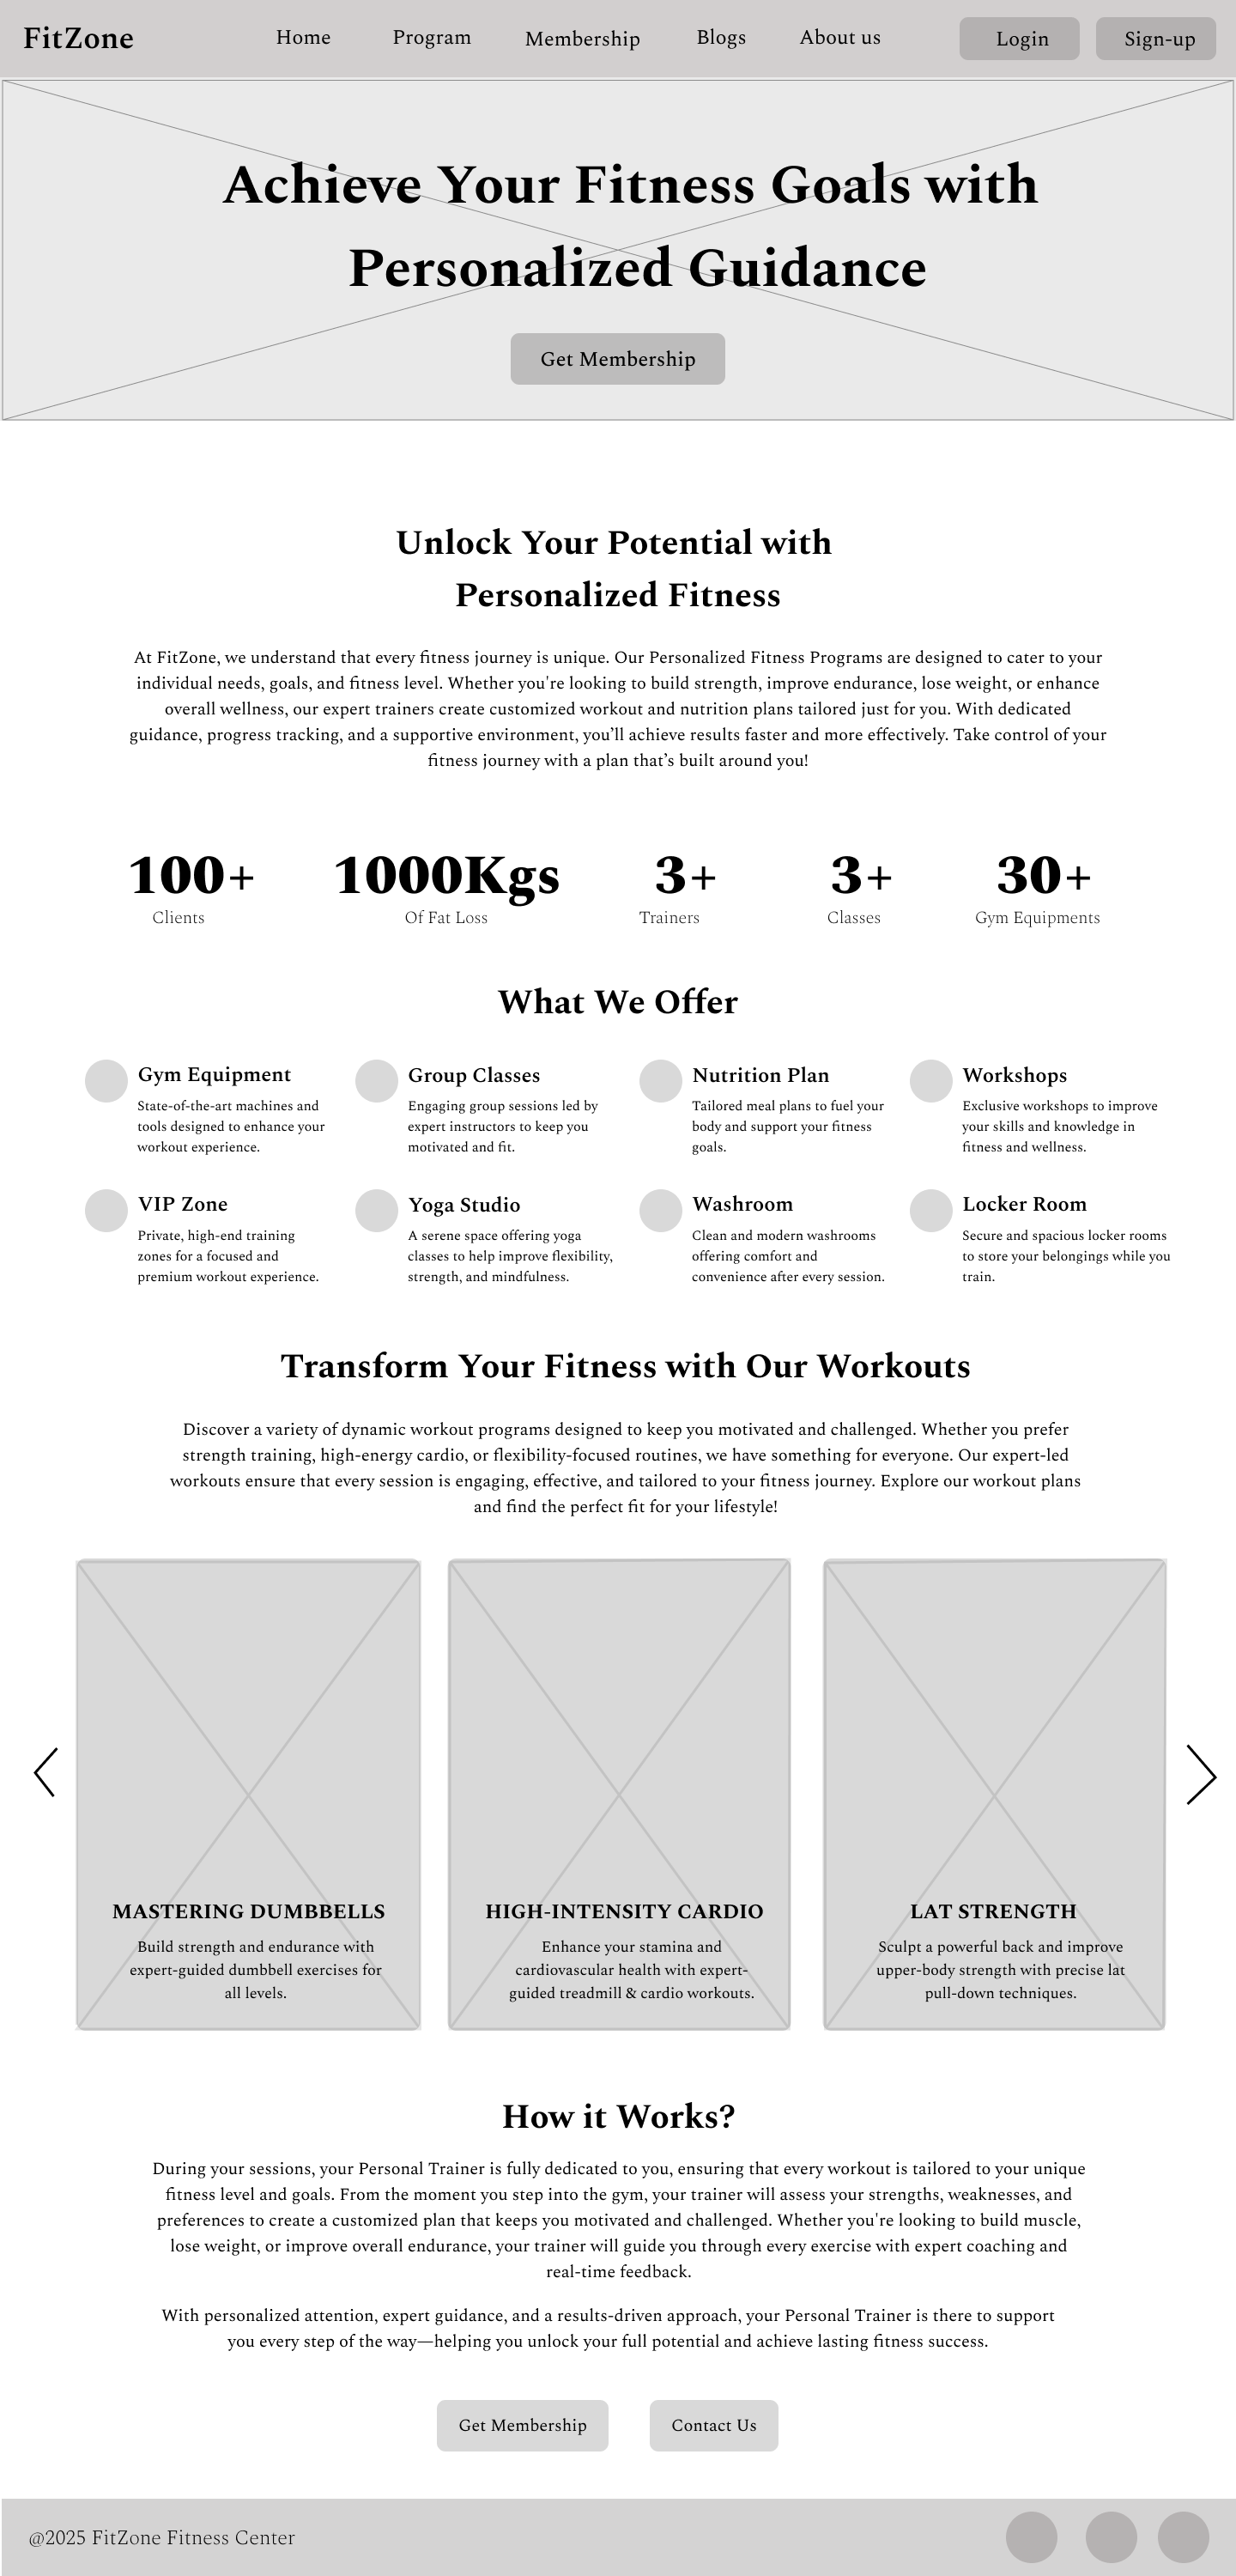 FitZone
Home
Program
Membership
Blogs
About us
Login
Sign-up
Achieve Your Fitness Goals with
Personalized Guidance
Get Membership
Unlock Your Potential with
Personalized Fitness
At FitZone, we understand that every fitness journey is unique. Our Personalized Fitness Programs are designed to cater to your
individual needs, goals, and fitness level. Whether you're looking to build strength, improve endurance, lose weight, or enhance
overall wellness, our expert trainers create customized workout and nutrition plans tailored just for you. With dedicated
guidance, progress tracking, and a supportive environment, you’ll achieve results faster and more effectively. Take control of your
fitness journey with a plan that’s built around you!
100+
Clients
1000Kgs
Of Fat Loss
3+
Trainers
3+
Classes
30+
Gym Equipments
What We Offer
Gym Equipment
State-of-the-art machines and
tools designed to enhance your
workout experience.
Group Classes
Engaging group sessions led by
expert instructors to keep you
motivated and fit.
Nutrition Plan
Tailored meal plans to fuel your
body and support your fitness
goals.
Workshops
Exclusive workshops to improve
your skills and knowledge in
fitness and wellness.
VIP Zone
Private, high-end training
zones for a focused and
premium workout experience.
Yoga Studio
A serene space offering yoga
classes to help improve flexibility,
strength, and mindfulness.
Washroom
Clean and modern washrooms
offering comfort and
convenience after every session.
Locker Room
Secure and spacious locker rooms
to store your belongings while you
train.
Transform Your Fitness with Our Workouts
Discover a variety of dynamic workout programs designed to keep you motivated and challenged. Whether you prefer
strength training, high-energy cardio, or flexibility-focused routines, we have something for everyone. Our expert-led
workouts ensure that every session is engaging, effective, and tailored to your fitness journey. Explore our workout plans
and find the perfect fit for your lifestyle!
MASTERING DUMBBELLS
Build strength and endurance with
expert-guided dumbbell exercises for
all levels.
HIGH-INTENSITY CARDIO
Enhance your stamina and
cardiovascular health with expert-
guided treadmill & cardio workouts.
LAT STRENGTH
Sculpt a powerful back and improve
upper-body strength with precise lat
pull-down techniques.
How it Works?
During your sessions, your Personal Trainer is fully dedicated to you, ensuring that every workout is tailored to your unique
fitness level and goals. From the moment you step into the gym, your trainer will assess your strengths, weaknesses, and
preferences to create a customized plan that keeps you motivated and challenged. Whether you're looking to build muscle,
lose weight, or improve overall endurance, your trainer will guide you through every exercise with expert coaching and
real-time feedback.
With personalized attention, expert guidance, and a results-driven approach, your Personal Trainer is there to support
you every step of the way—helping you unlock your full potential and achieve lasting fitness success.
Get Membership
Contact Us
@2025 FitZone Fitness Center